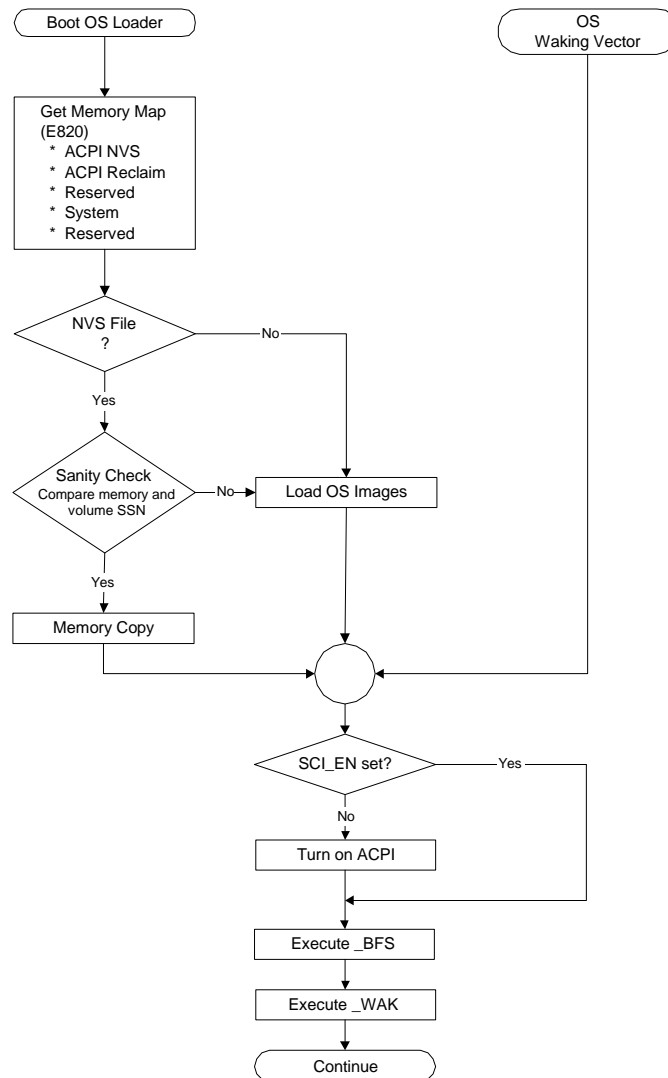 Boot OS Loader
OS
Waking Vector
Get Memory Map
(E820)
* ACPI NVS
* ACPI Reclaim
* Reserved
* System
* Reserved
NVS File
?
No
Yes
Sanity Check
Compare memory and
volume SSN
No
Load OS Images
Yes
Memory Copy
SCI_EN set?
Yes
No
Turn on ACPI
Execute _BFS
Execute _WAK
Continue